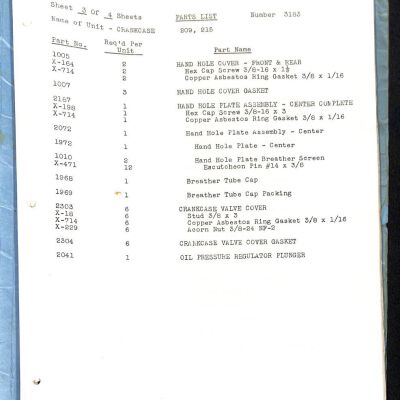 Sheet 3 Of 4 Sheets PARTS LIST Number 3183
Name of Unit - CRANKCASE 209, 215
Part No. Req'd Per Unit Part Name
1005 2 HAND HOLE COVER - FRONT & REAR
X-164 2 Hex Cap Screw 3/8-16 x 1½
X-714 2 Copper Asbestos Ring Gasket 3/8 x 1/16
1007 3 HAND HOLE COVER GASKET
2167 1 HAND HOLE PLATE ASSEMBLY - CENTER COMPLETE
X-198 1 Hex Cap Screw 3/8-16 x 3
X-714 1 Copper Asbestos Ring Gasket 3/8 x 1/16
2072 1 Hand Hole Plate Assembly - Center
1972 1 Hand Hole Plate - Center
1010 2 Hand Hole Plate Breather Screen
X-471 12 Escutcheon Pin #14 x 3/8
1968 1 Breather Tube Cap
1969 1 Breather Tube Cap Packing
2303 6 CRANKCASE VALVE COVER
X-18 6 Stud 3/8 x 3
X-714 6 Copper Asbestos Ring Gasket 3/8 x 1/16
X-229 6 Acorn Nut 3/8-24 NF-2
2304 6 CRANKCASE VALVE COVER GASKET
2041 1 OIL PRESSURE REGULATOR PLUNGER